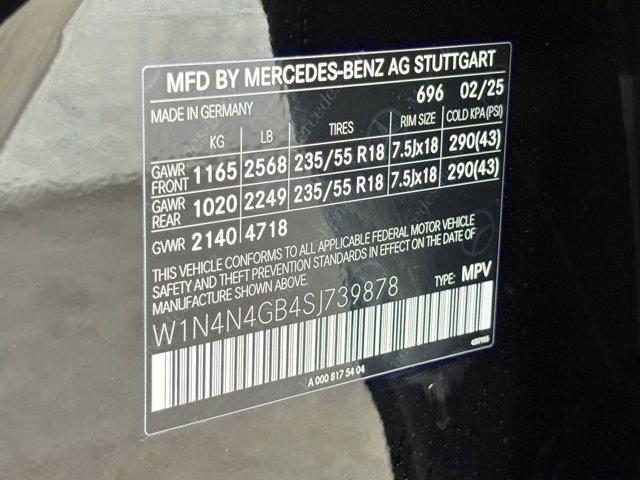 MFD BY MERCEDES-BENZ AG STUTTGART
MADE IN GERMANY 696 02/25
KG LB TIRES RIM SIZE COLD KPA(PSI)
GAWR FRONT 1165 2568 235/55 R18 7.5Jx18 290(43)
GAWR REAR 1020 2249 235/55 R18 7.5Jx18 290(43)
GVWR 2140 4718
THIS VEHICLE CONFORMS TO ALL APPLICABLE FEDERAL MOTOR VEHICLE
SAFETY AND THEFT PREVENTION STANDARDS IN EFFECT ON THE DATE OF
MANUFACTURE SHOWN ABOVE.
TYPE: MPV
W1N4N4GB4SJ739878
A 000 817 54 04